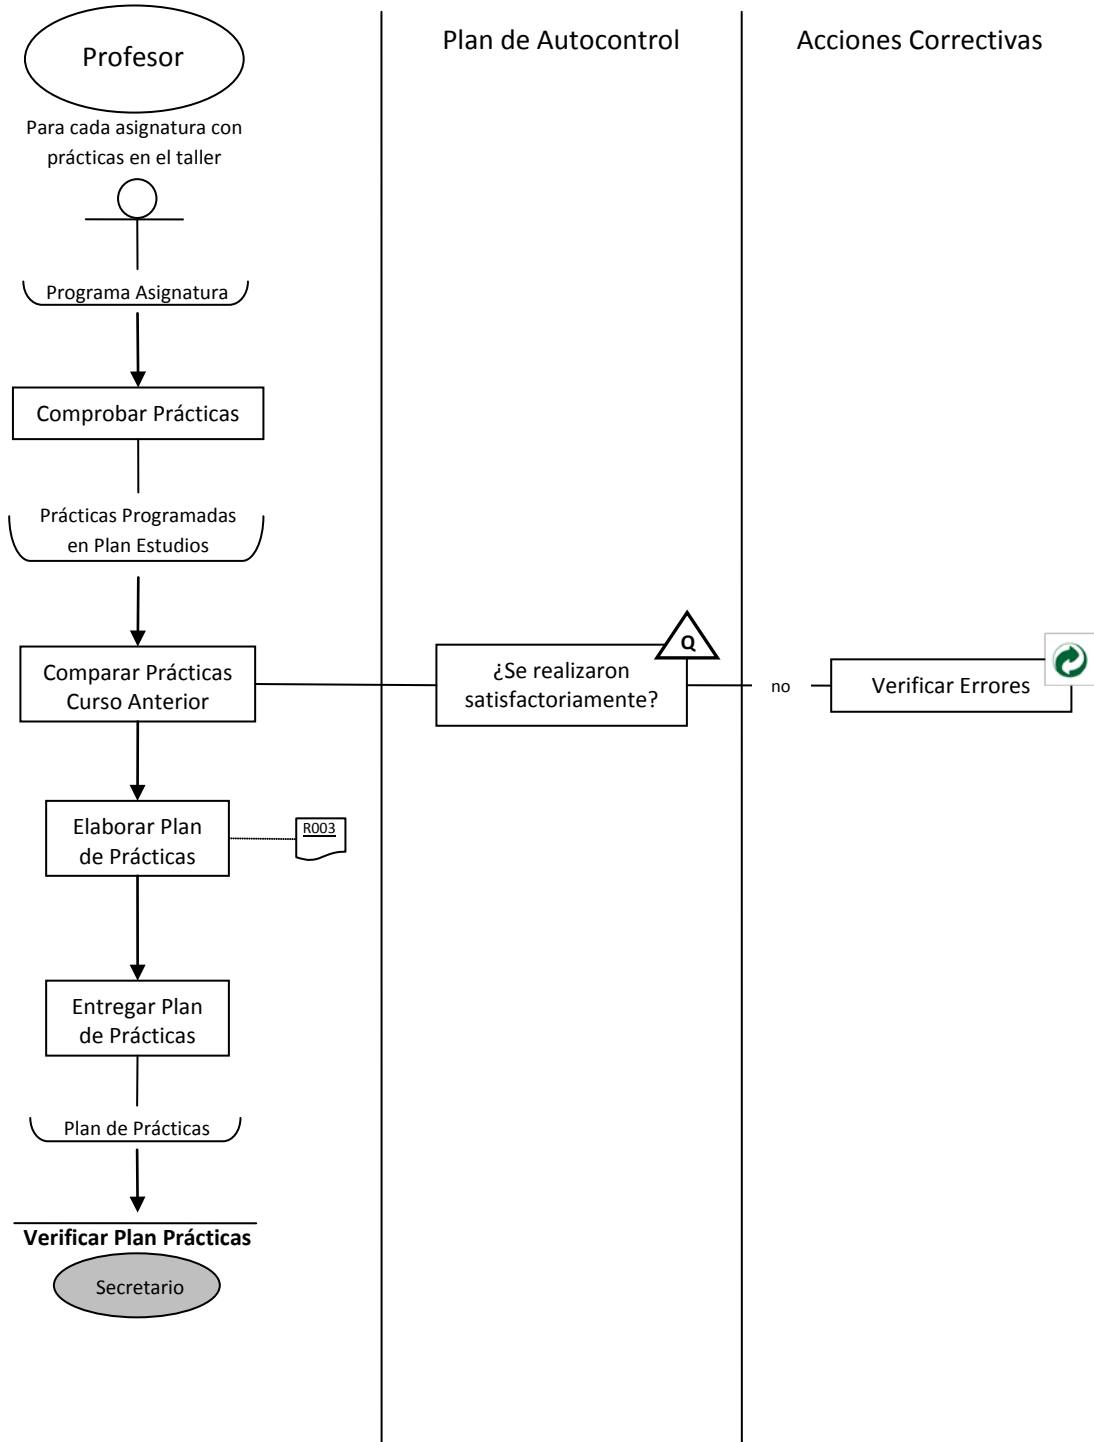 Profesor
Plan de Autocontrol
Acciones Correctivas
Para cada asignatura con
prácticas en el taller
Programa Asignatura
Comprobar Prácticas
Prácticas Programadas
en Plan Estudios
Comparar Prácticas
Curso Anterior
Q
¿Se realizaron
satisfactoriamente?
no
Verificar Errores
Elaborar Plan
de Prácticas
R003
Entregar Plan
de Prácticas
Plan de Prácticas
Verificar Plan Prácticas
Secretario